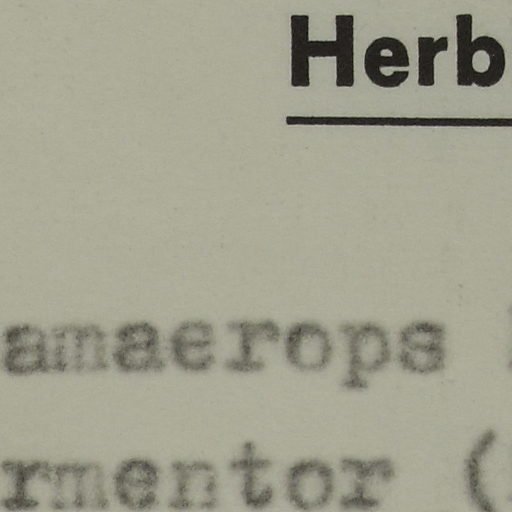 Herb
amaerops
rmentor (